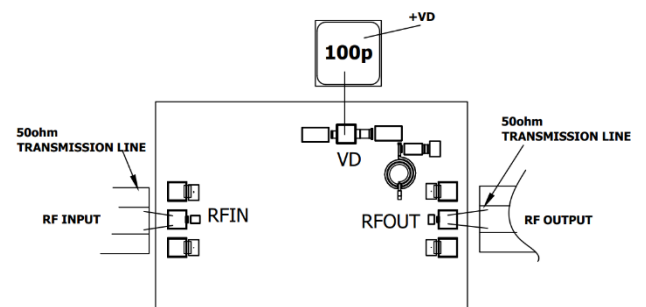 +VD
100p
50ohm
TRANSMISSION LINE
50ohm
TRANSMISSION LINE
VD
RF INPUT
RFIN
RFOUT
RF OUTPUT